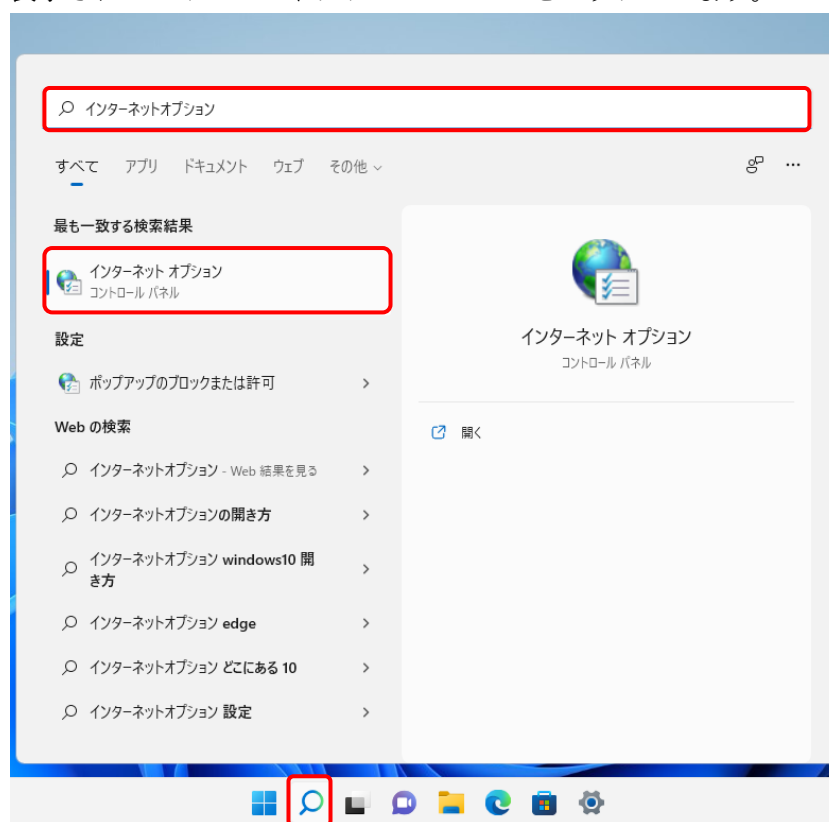 インターネットオプション
すべて アプリ ドキュメント ウェブ その他
最も一致する検索結果
インターネット オプション
コントロール パネル
設定
ポップアップのブロックまたは許可
Web の検索
インターネットオプション - Web 結果を見る
インターネットオプションの開き方
インターネットオプション windows10 開
き方
インターネットオプション edge
インターネットオプション どこにある 10
インターネットオプション 設定
インターネット オプション
コントロール パネル
開く